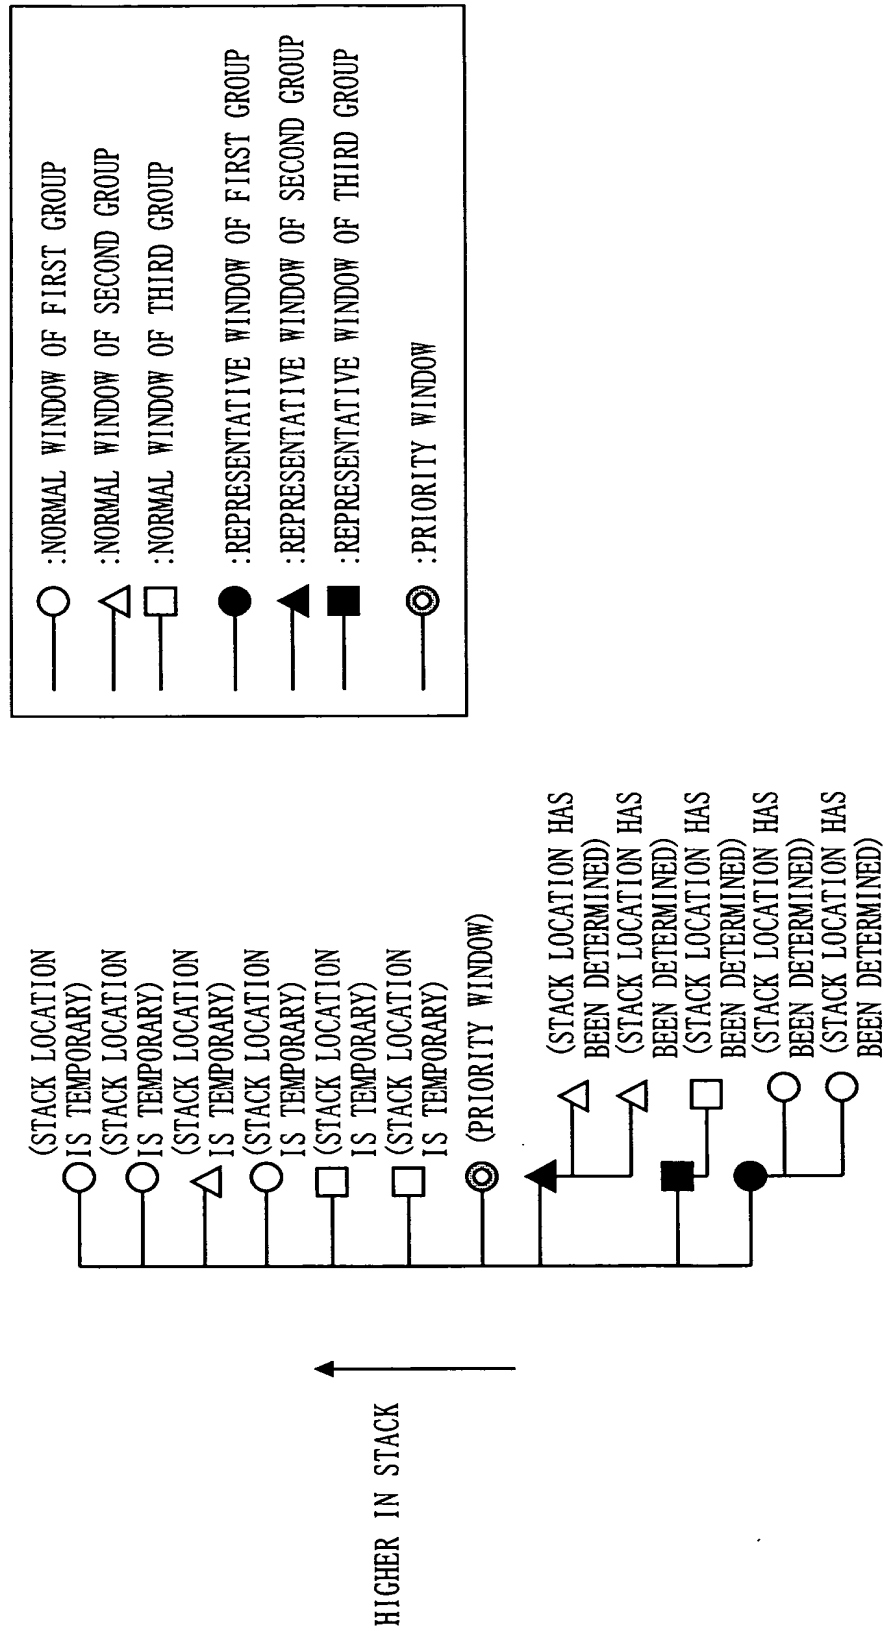 HIGHER IN STACK
(STACK LOCATION
IS TEMPORARY)
(STACK LOCATION
IS TEMPORARY)
(STACK LOCATION
IS TEMPORARY)
(STACK LOCATION
IS TEMPORARY)
(STACK LOCATION
IS TEMPORARY)
(STACK LOCATION
IS TEMPORARY)
(PRIORITY WINDOW)
(STACK LOCATION HAS
BEEN DETERMINED)
(STACK LOCATION HAS
BEEN DETERMINED)
(STACK LOCATION HAS
BEEN DETERMINED)
(STACK LOCATION HAS
BEEN DETERMINED)
(STACK LOCATION HAS
BEEN DETERMINED)
:NORMAL WINDOW OF FIRST GROUP
:NORMAL WINDOW OF SECOND GROUP
:NORMAL WINDOW OF THIRD GROUP
:REPRESENTATIVE WINDOW OF FIRST GROUP
:REPRESENTATIVE WINDOW OF SECOND GROUP
:REPRESENTATIVE WINDOW OF THIRD GROUP
:PRIORITY WINDOW